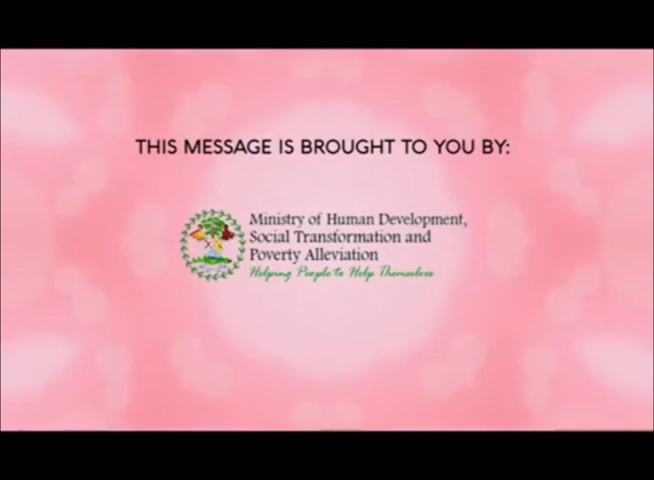 THIS MESSAGE IS BROUGHT TO YOU BY:
Ministry of Human Development,
Social Transformation and
Poverty Alleviation
Helping People to Help Themselves